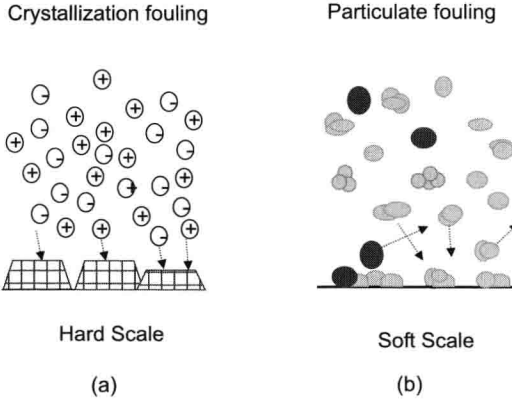 Crystallization fouling
Particulate fouling
Hard Scale
Soft Scale
(a)
(b)